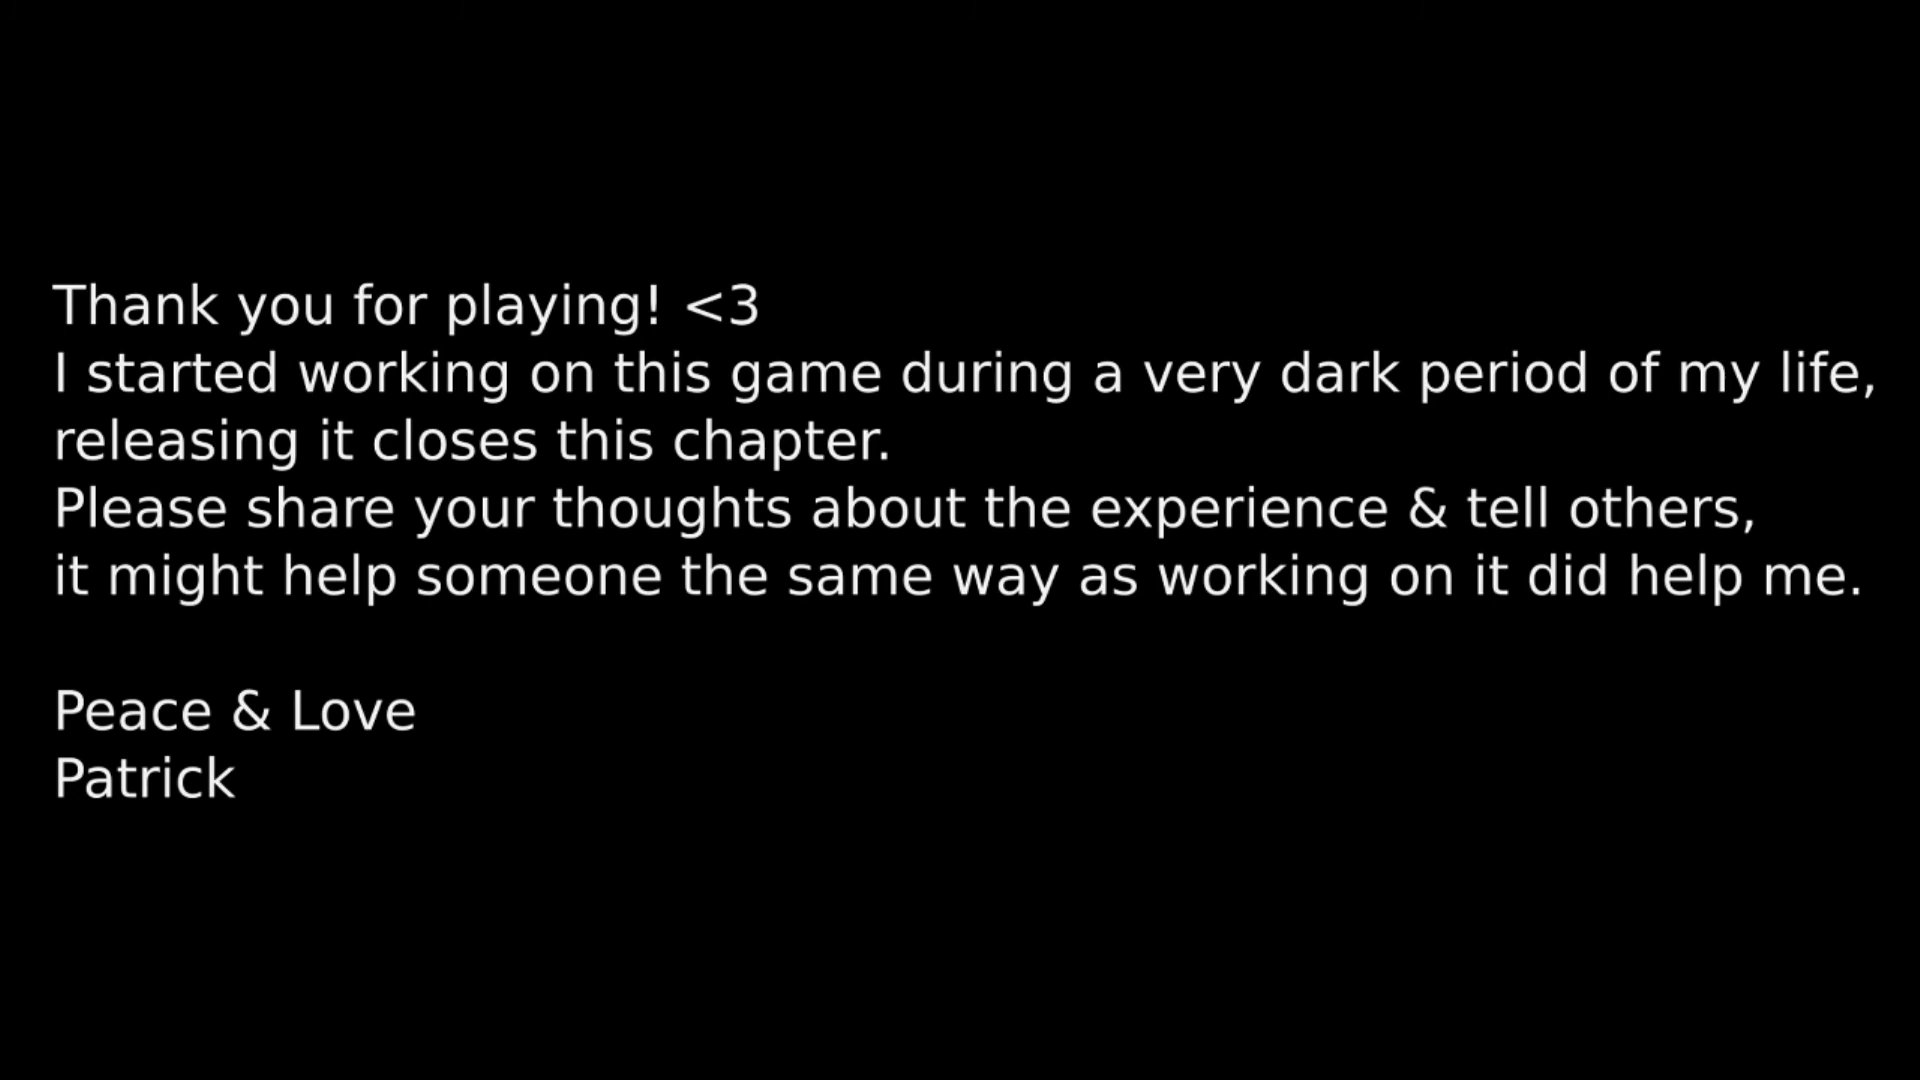 Thank you for playing! <3
I started working on this game during a very dark period of my life,
releasing it closes this chapter.
Please share your thoughts about the experience & tell others,
it might help someone the same way as working on it did help me.
Peace & Love
Patrick